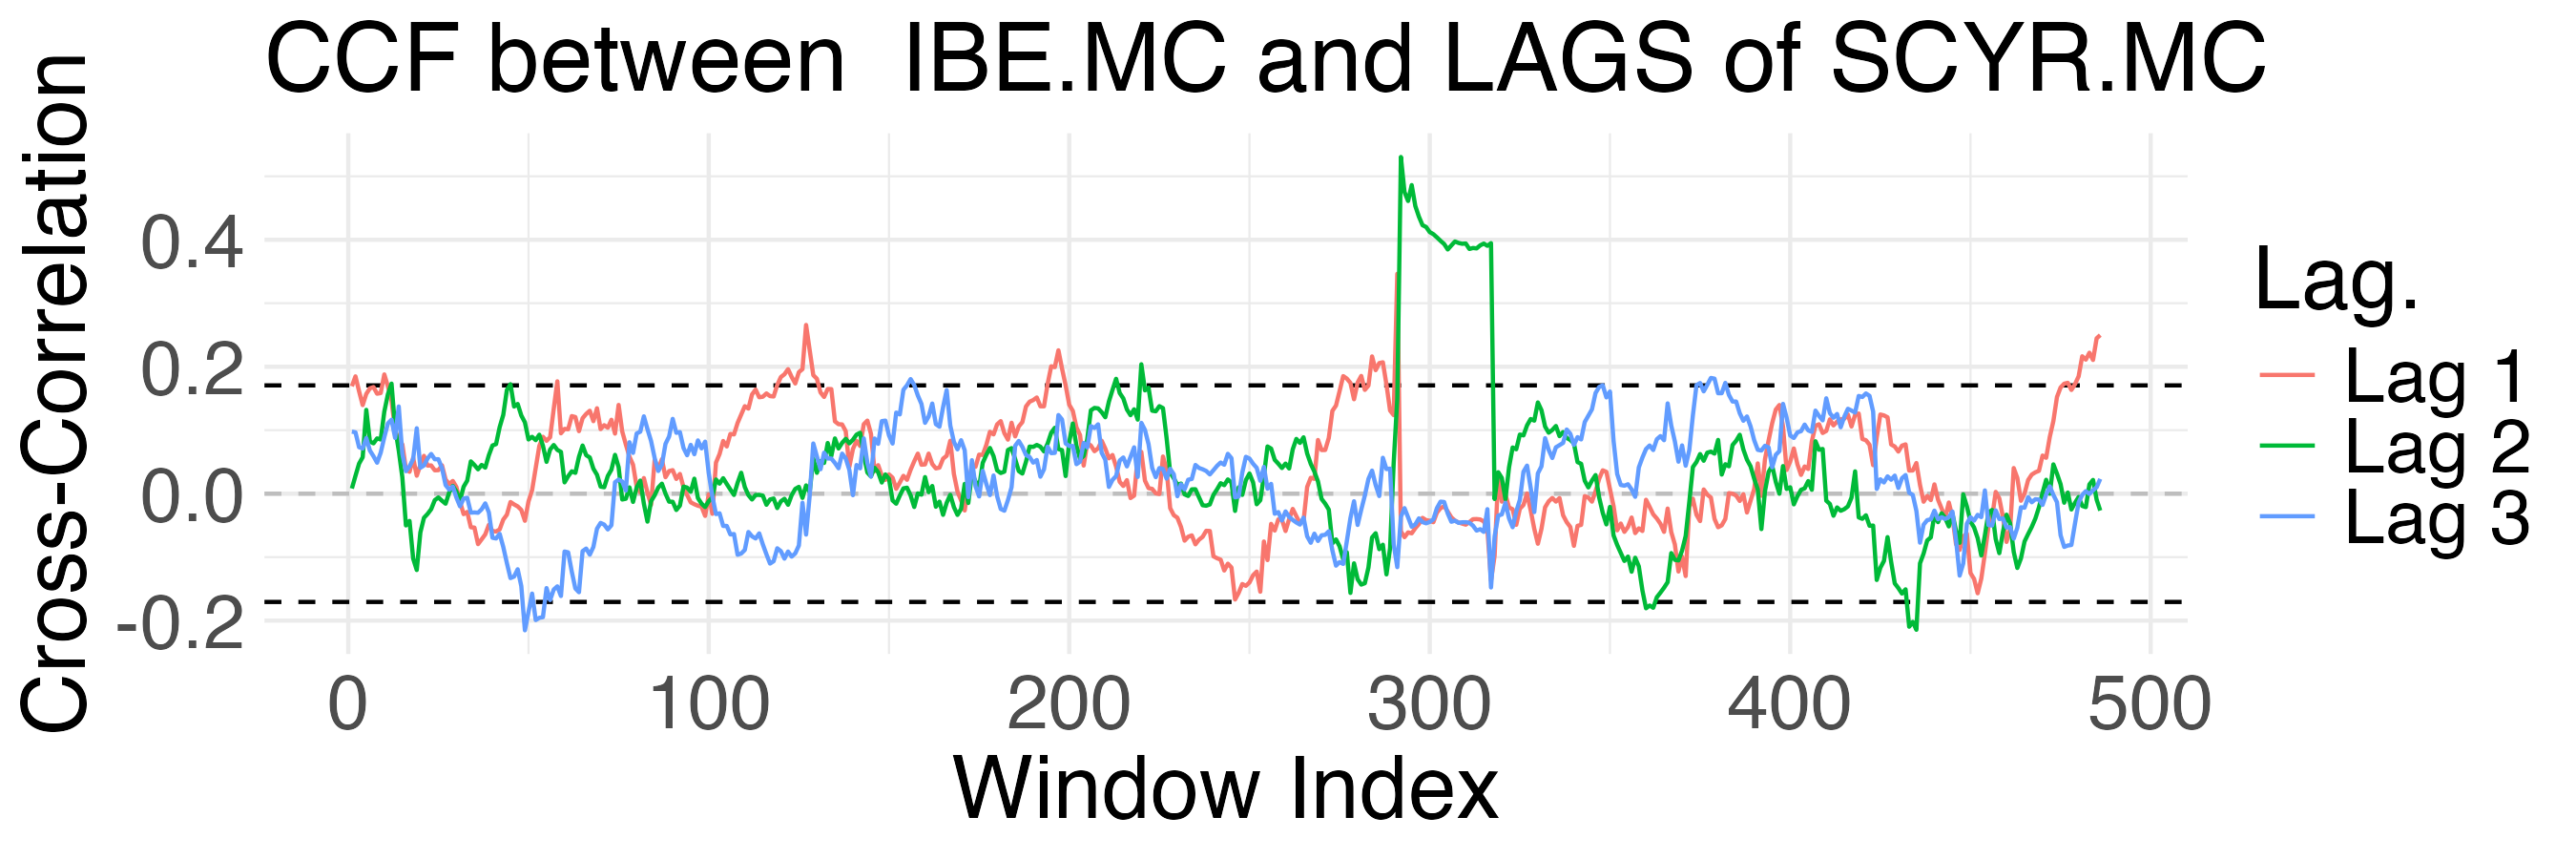 CCF between  IBE.MC and LAGS of SCYR.MC
Cross-Correlation
0.4
0.2
0.0
-0.2
0 100 200 300 400 500
Window Index
Lag.
Lag 1
Lag 2
Lag 3